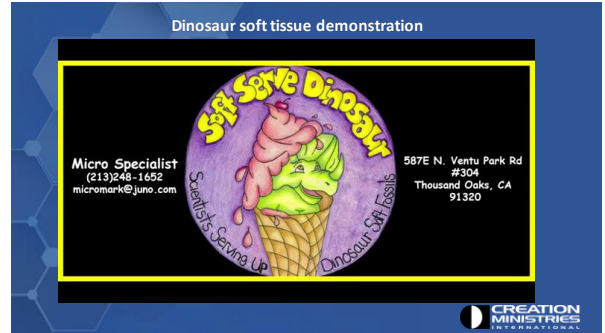 Dinosaur soft tissue demonstration
Soft Serve Dinosaur
Micro Specialist
(213)248-1652
micromark@juno.com
Scientists Serving Up
Dinosaur Soft Fossils
587E N. Ventu Park Rd
#304
Thousand Oaks, CA
91320
CREATION
MINISTRIES
INTERNATIONAL